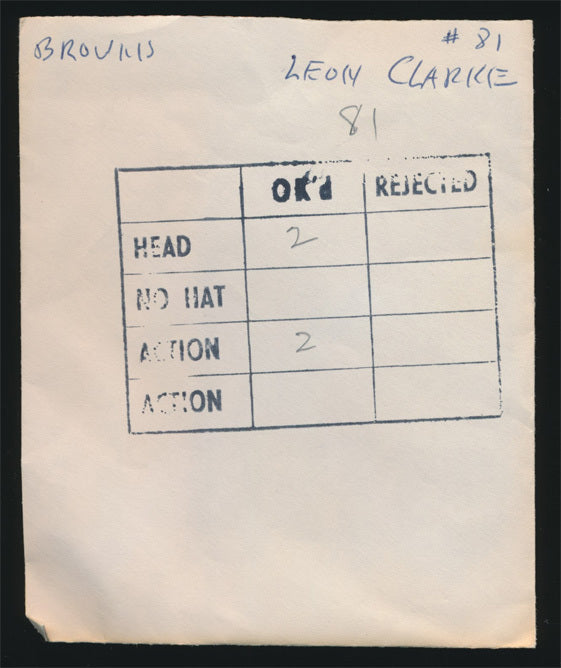 BROWNS
# 81
LEON CLARKE
81
OK'd REJECTED
HEAD 2
NO HAT
ACTION 2
ACTION